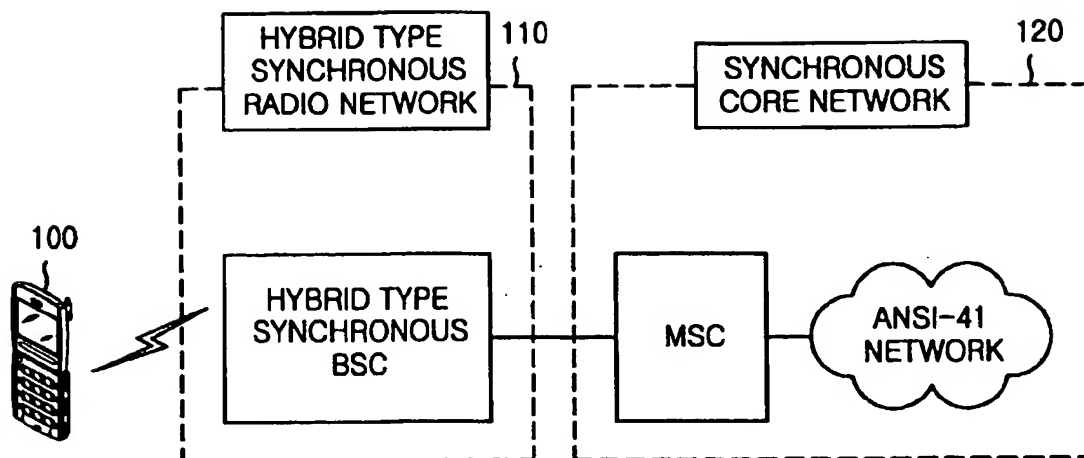 HYBRID TYPE
SYNCHRONOUS
RADIO NETWORK
110
SYNCHRONOUS
CORE NETWORK
120
100
HYBRID TYPE
SYNCHRONOUS
BSC
MSC
ANSI-41
NETWORK